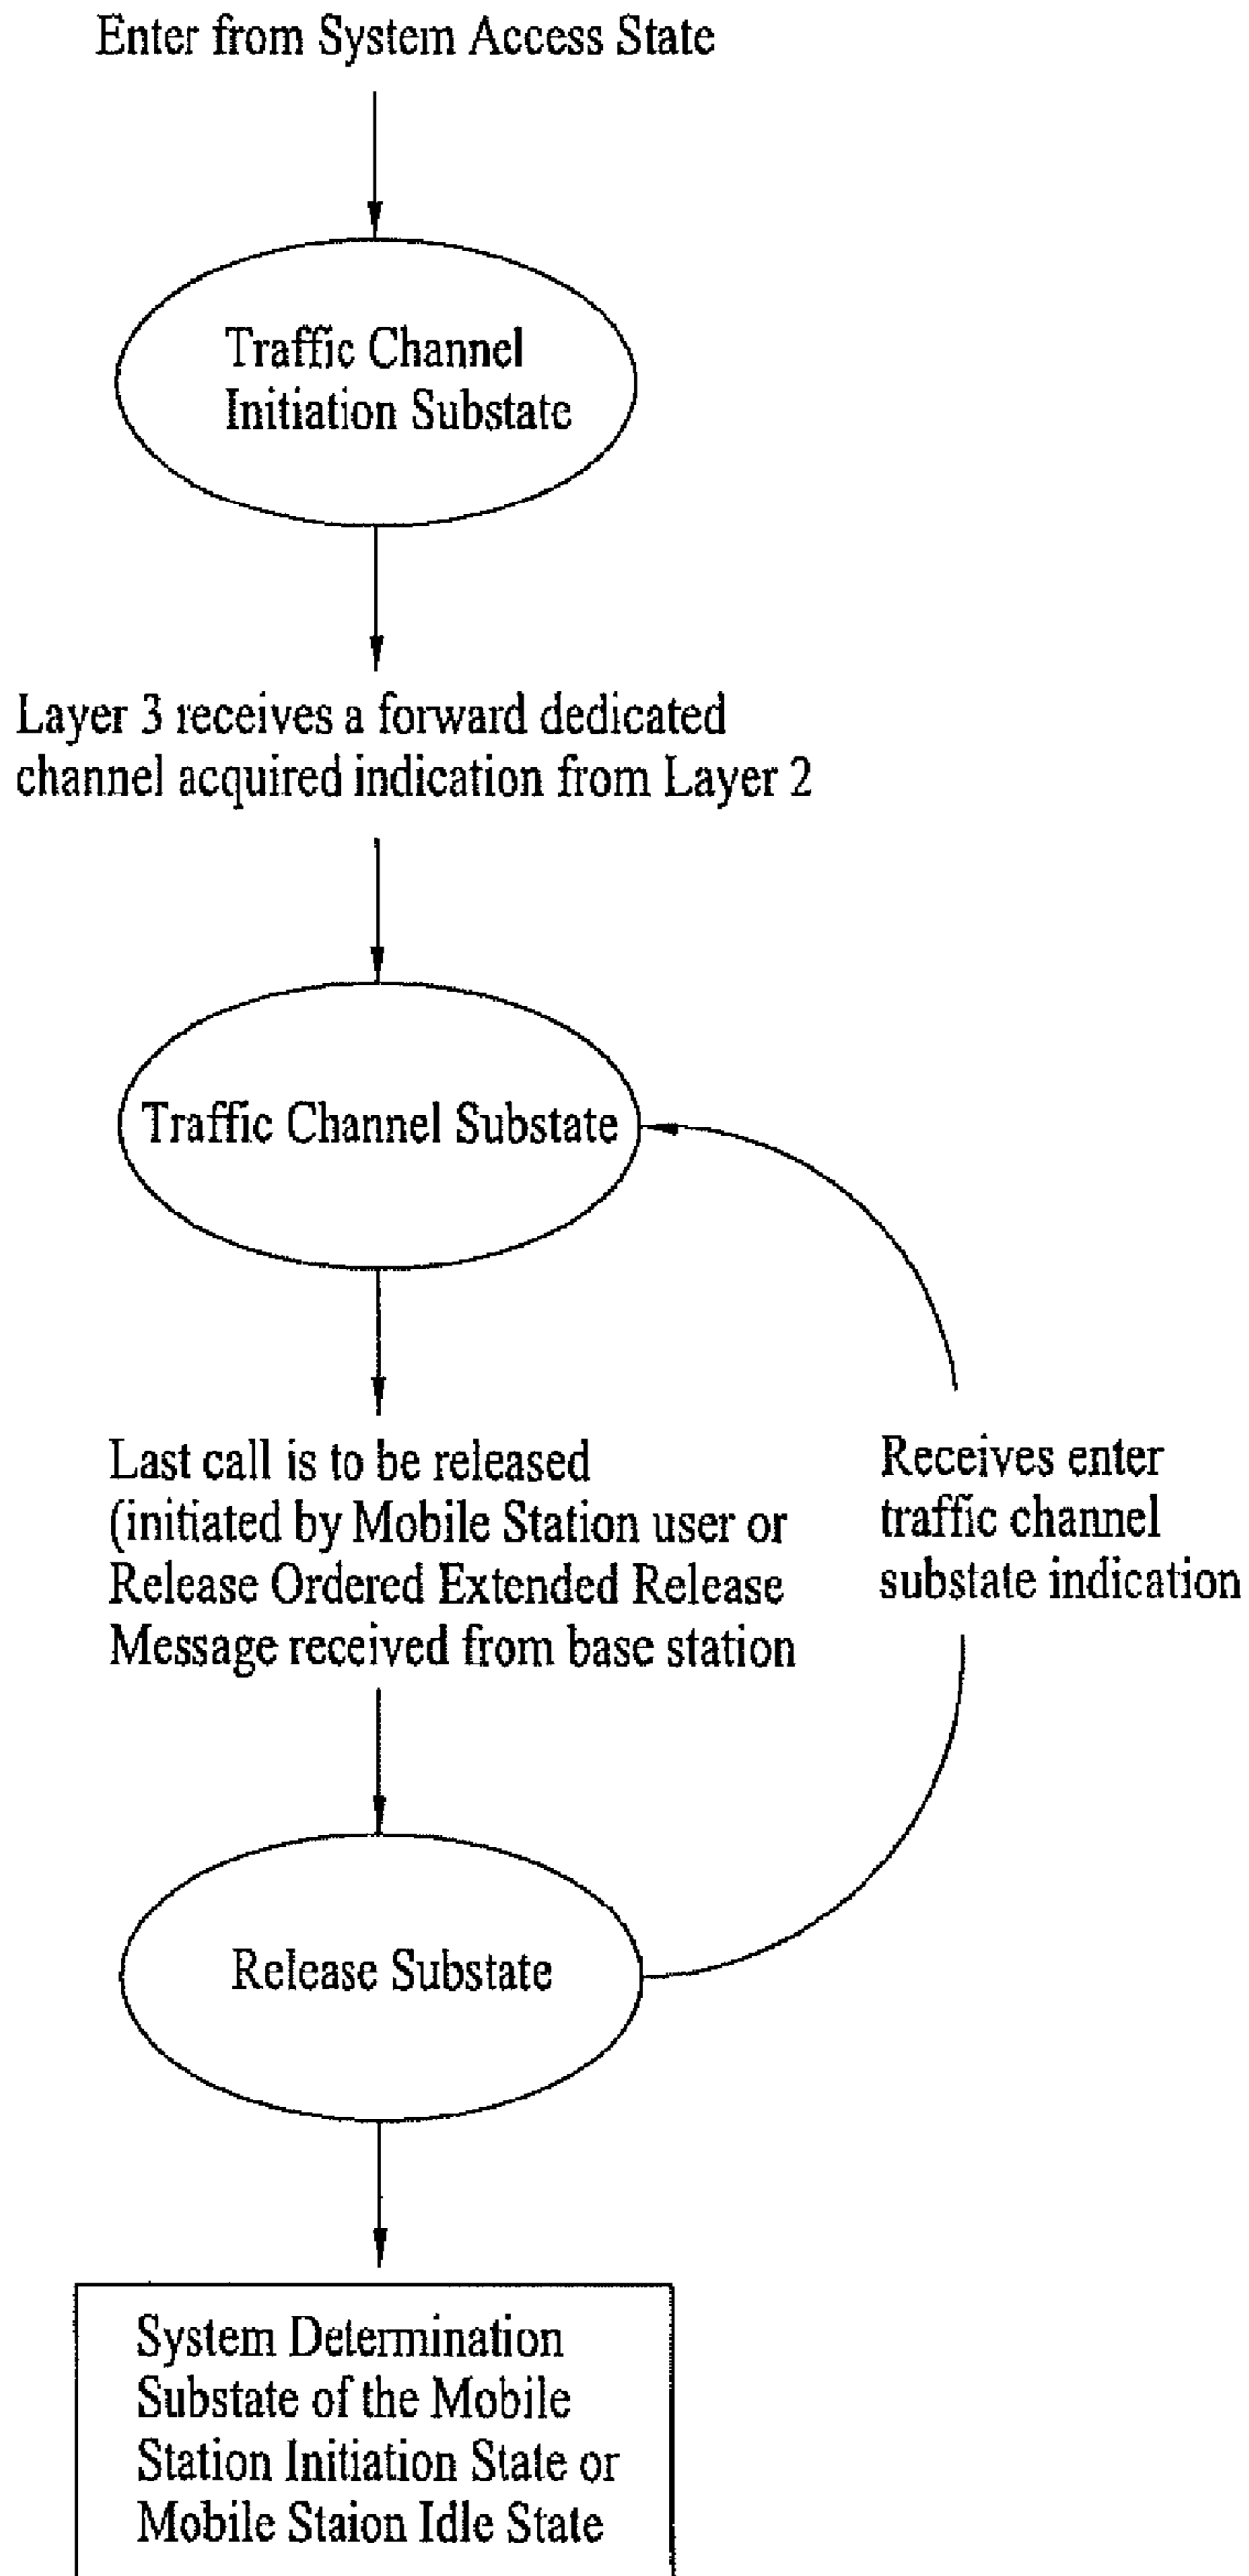 Enter from System Access State
Traffic Channel
Initiation Substate
Layer 3 receives a forward dedicated
channel acquired indication from Layer 2
Traffic Channel Substate
Last call is to be released
(initiated by Mobile Station user or
Release Ordered Extended Release
Message received from base station
Receives enter
traffic channel
substate indication
Release Substate
System Determination
Substate of the Mobile
Station Initiation State or
Mobile Staion Idle State